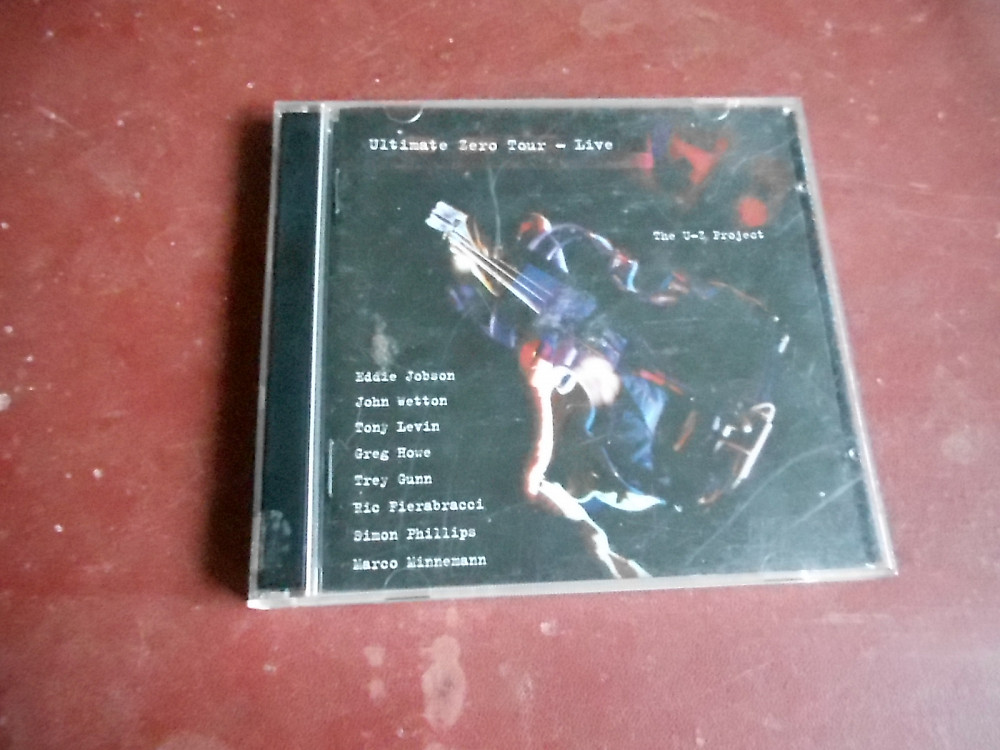 Ultimate Zero Tour - Live
The U-Z Project
Eddie Jobson
John Wetton
Tony Levin
Greg Howe
Trey Gunn
Ric Fierabracci
Simon Phillips
Marco Minnemann